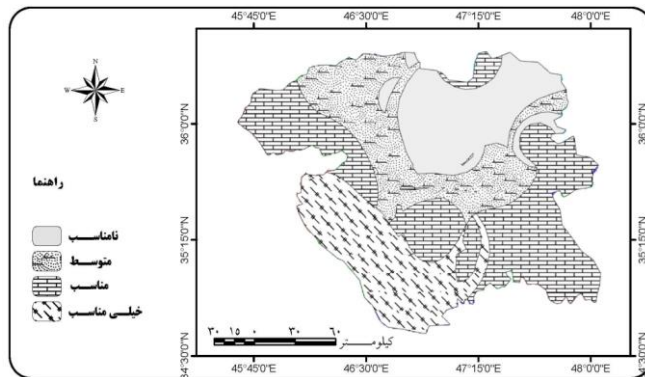 45°45'0"E 46°30'0"E 47°15'0"E 48°0'0"E
36°0'0"N 36°0'0"N
35°15'0"N 35°15'0"N
34°30'0"N 34°30'0"N
45°45'0"E 46°30'0"E 47°15'0"E 48°0'0"E
N
W E
S
راهنما
نامناسب
متوسط
مناسب
خیلی مناسب
۳۰ ۱۵ ۰ ۳۰ ۶۰
کیلومتر